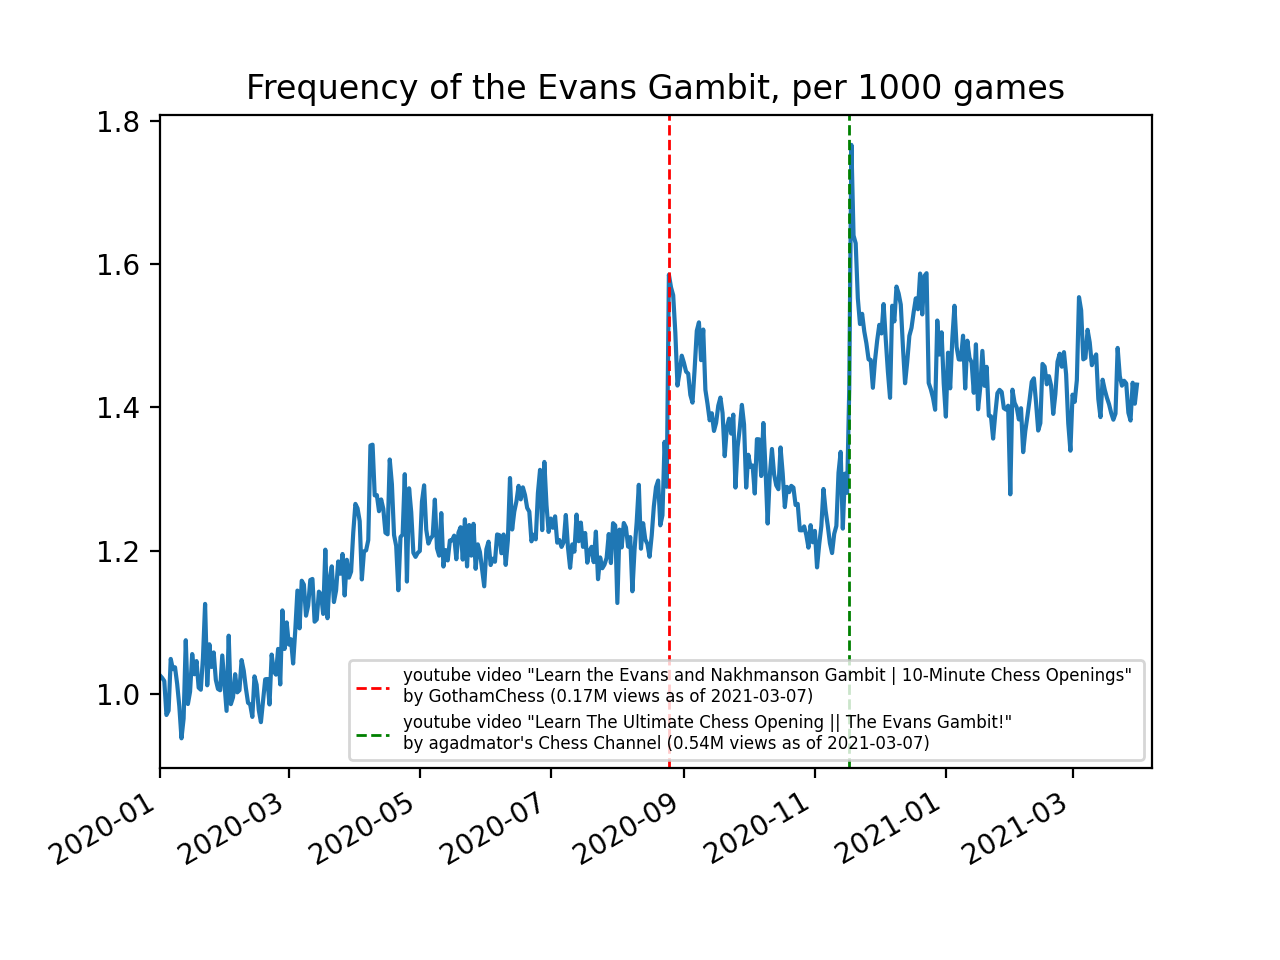 Frequency of the Evans Gambit, per 1000 games
1.8
1.6
1.4
1.2
1.0
youtube video "Learn the Evans and Nakhmanson Gambit | 10-Minute Chess Openings"
by GothamChess (0.17M views as of 2021-03-07)
youtube video "Learn The Ultimate Chess Opening || The Evans Gambit!"
by agadmator's Chess Channel (0.54M views as of 2021-03-07)
2020-01
2020-03
2020-05
2020-07
2020-09
2020-11
2021-01
2021-03